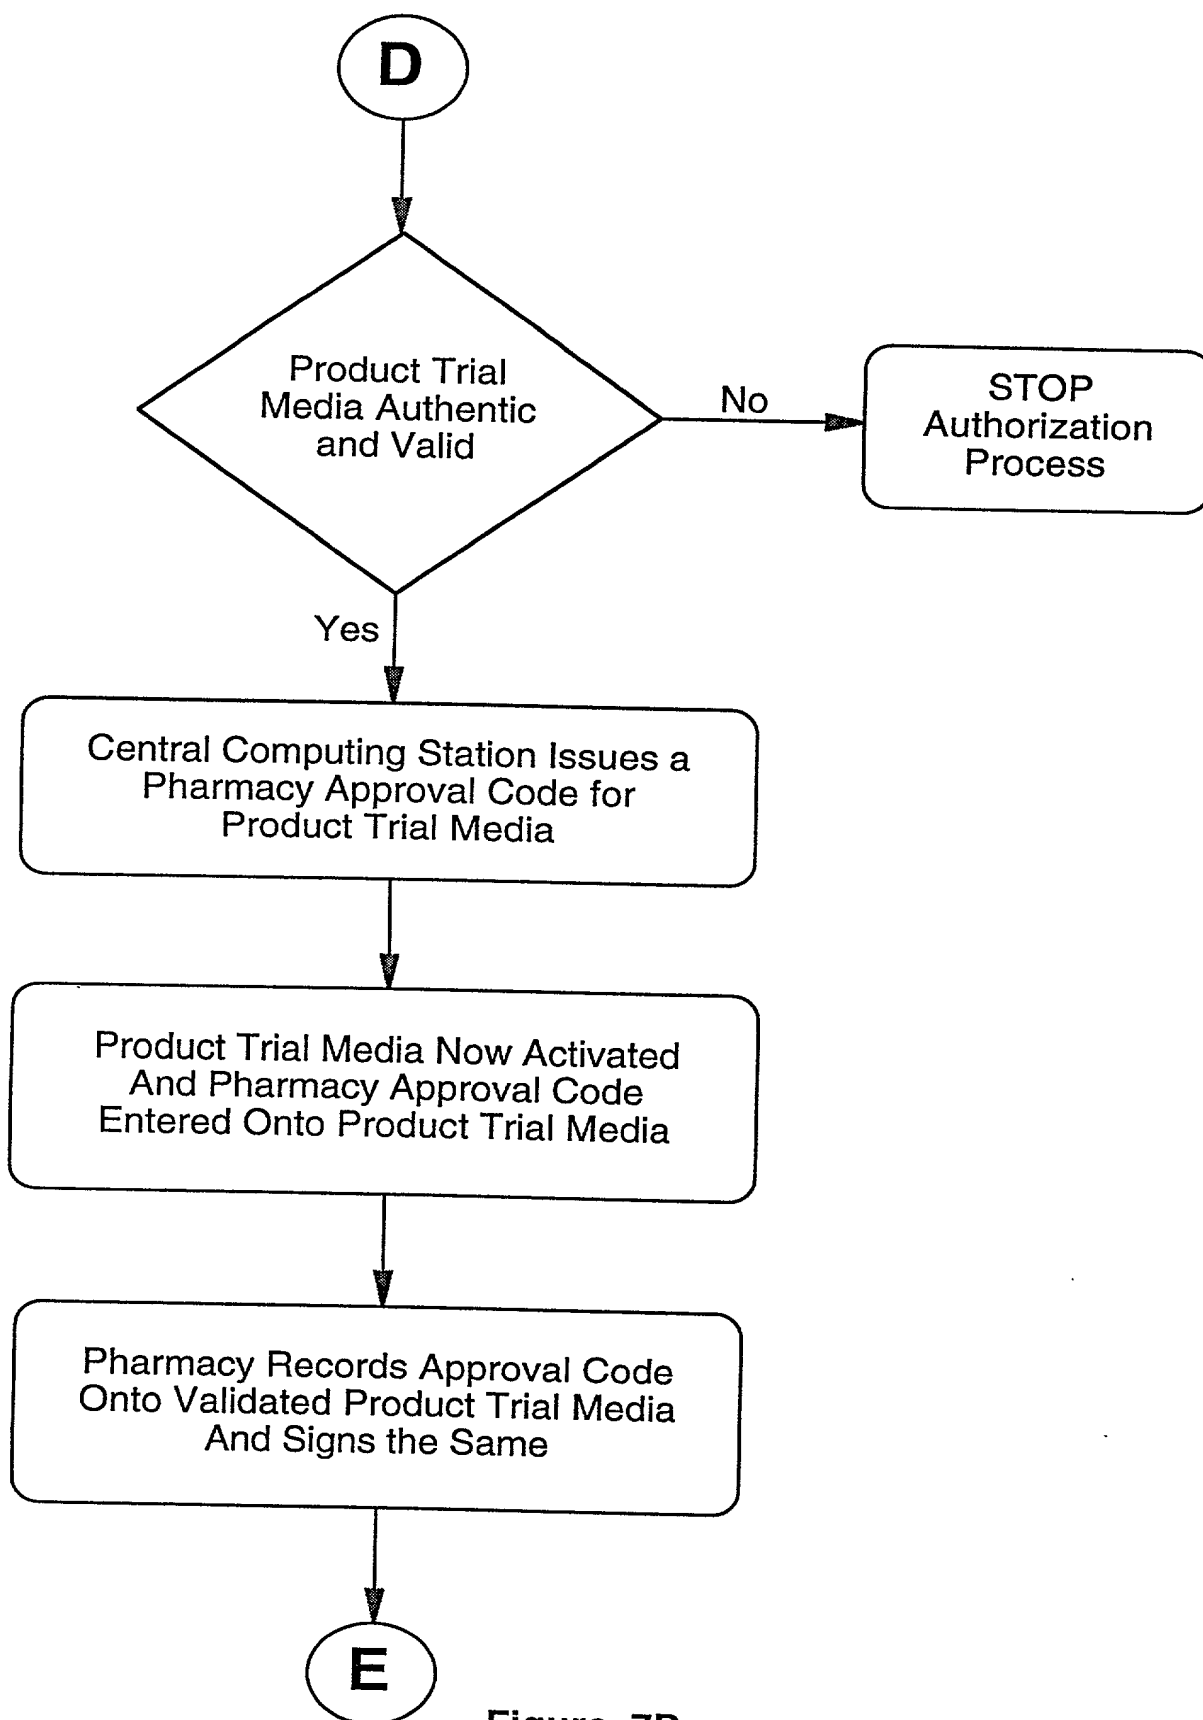 D
Product Trial
Media Authentic
and Valid
No
STOP
Authorization
Process
Yes
Central Computing Station Issues a
Pharmacy Approval Code for
Product Trial Media
Product Trial Media Now Activated
And Pharmacy Approval Code
Entered Onto Product Trial Media
Pharmacy Records Approval Code
Onto Validated Product Trial Media
And Signs the Same
E
Figure